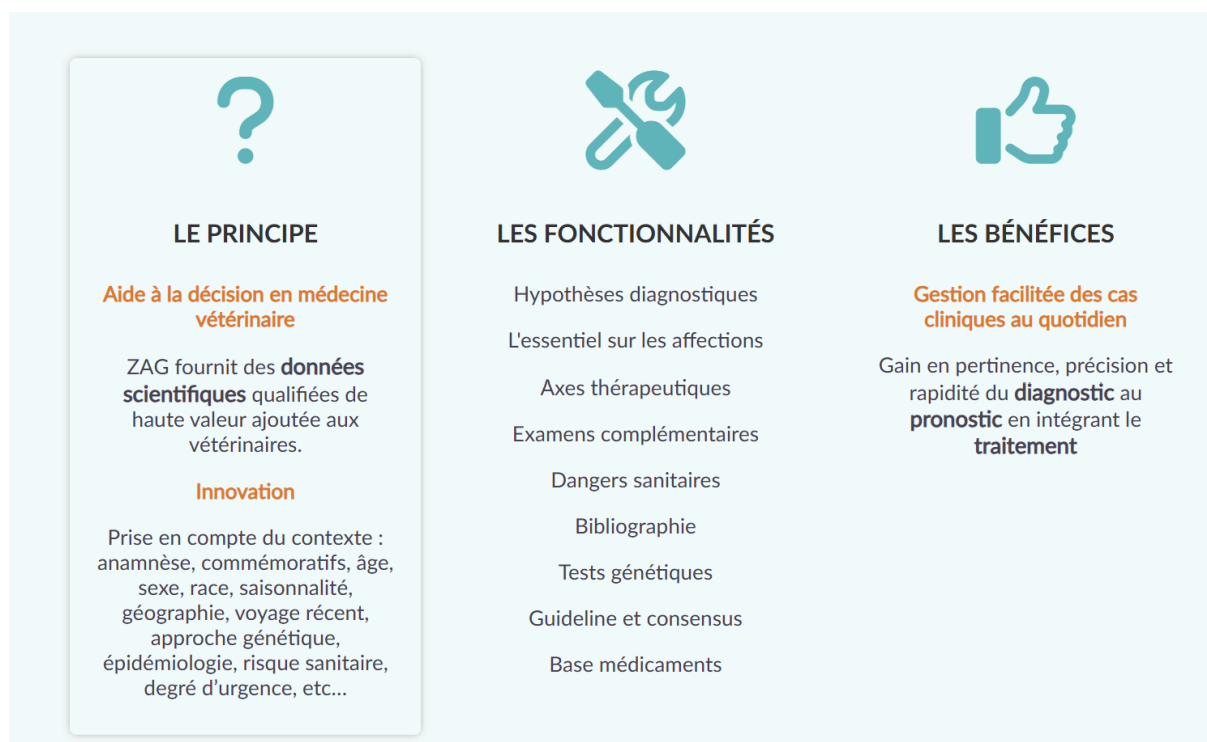 LE PRINCIPE
Aide à la décision en médecine
vétérinaire
ZAG fournit des données
scientifiques qualifiées de
haute valeur ajoutée aux
vétérinaires.
Innovation
Prise en compte du contexte :
anamnèse, commémoratifs, âge,
sexe, race, saisonnalité,
géographie, voyage récent,
approche génétique,
épidémiologie, risque sanitaire,
degré d’urgence, etc...
LES FONCTIONNALITÉS
Hypothèses diagnostiques
L'essentiel sur les affections
Axes thérapeutiques
Examens complémentaires
Dangers sanitaires
Bibliographie
Tests génétiques
Guideline et consensus
Base médicaments
LES BÉNÉFICES
Gestion facilitée des cas
cliniques au quotidien
Gain en pertinence, précision et
rapidité du diagnostic au
pronostic en intégrant le
traitement